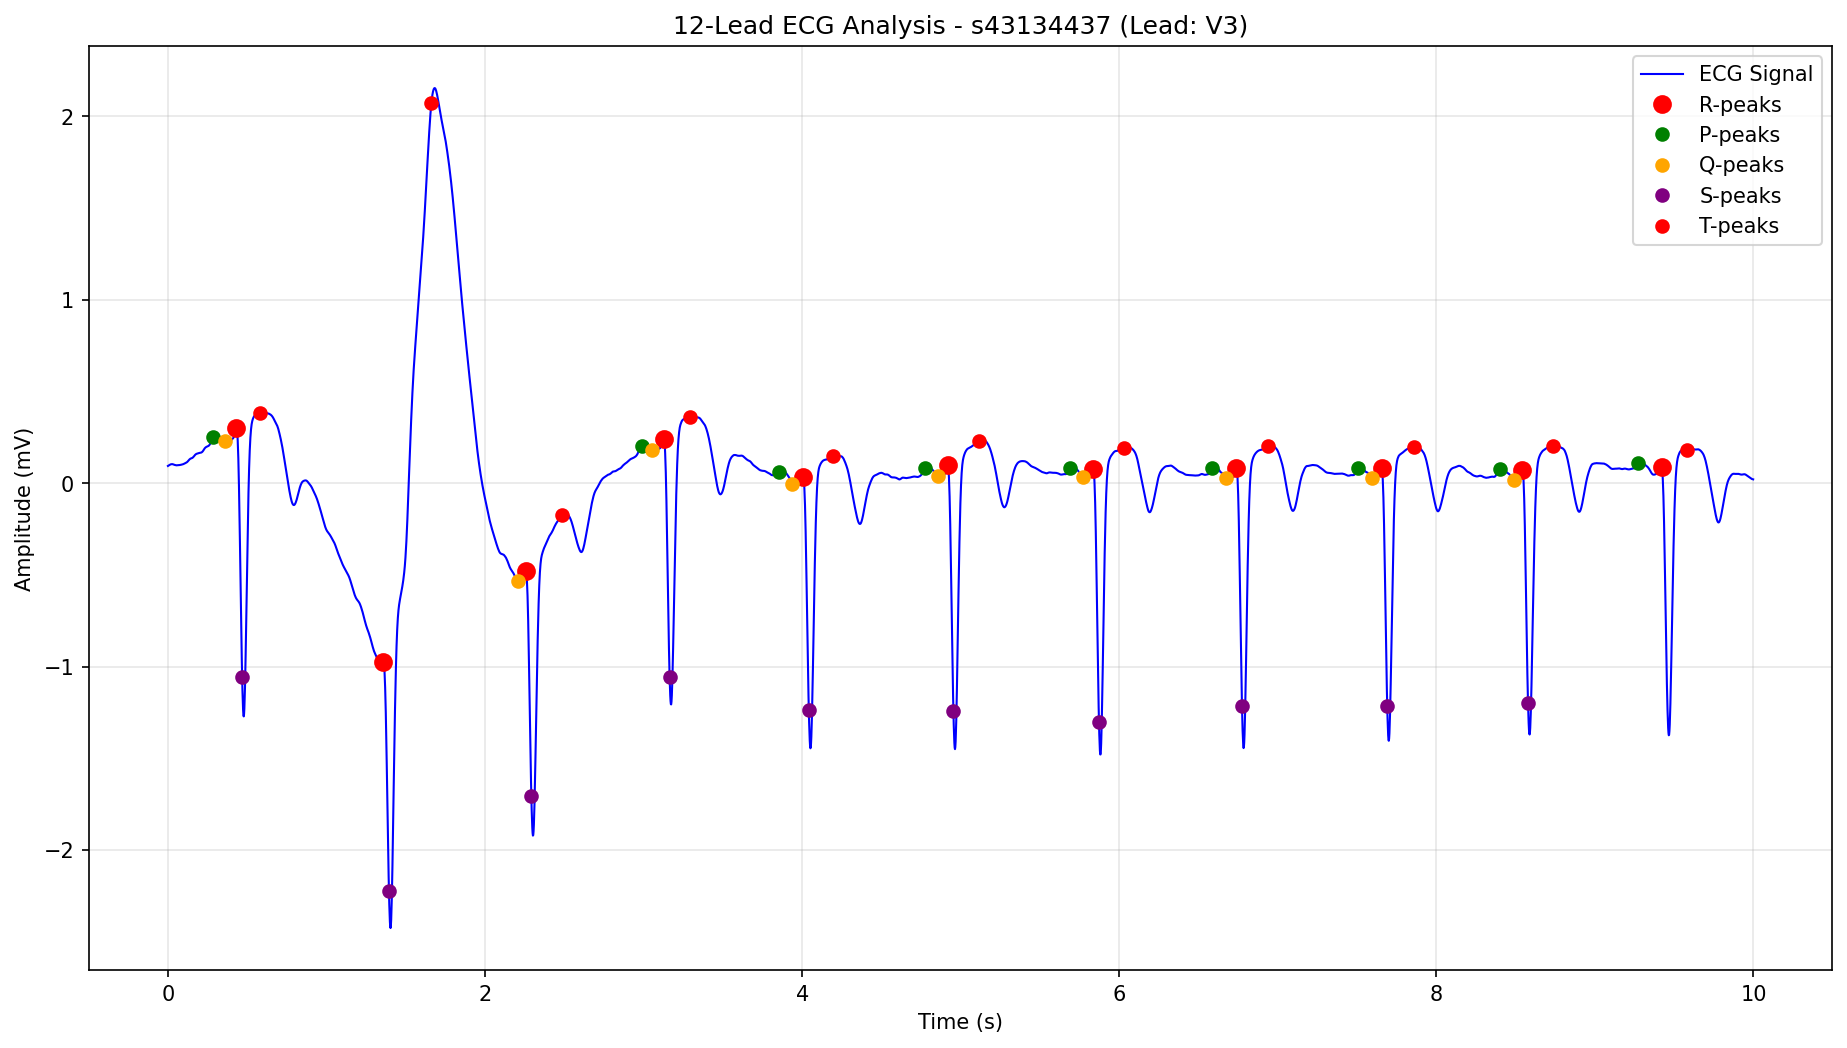 12-Lead ECG Analysis - s43134437 (Lead: V3)
ECG Signal
R-peaks
P-peaks
Q-peaks
S-peaks
T-peaks
Amplitude (mV)
2
1
0
−1
−2
0 2 4 6 8 10
Time (s)